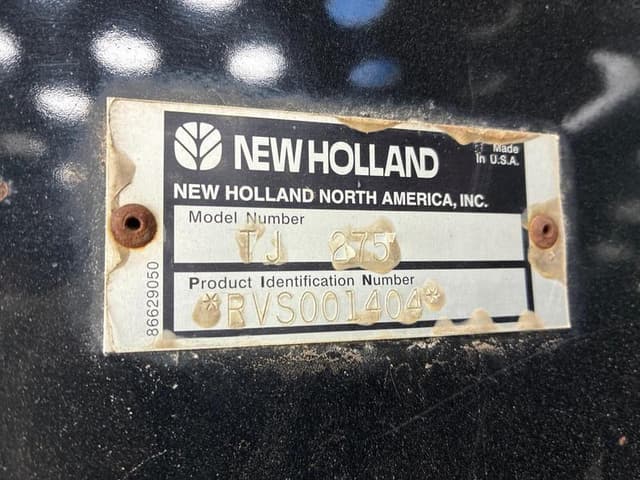 Made
in U.S.A.
NEW HOLLAND
NEW HOLLAND NORTH AMERICA, INC.
Model Number
TJ 275
Product Identification Number
*RVS001404*
86629050